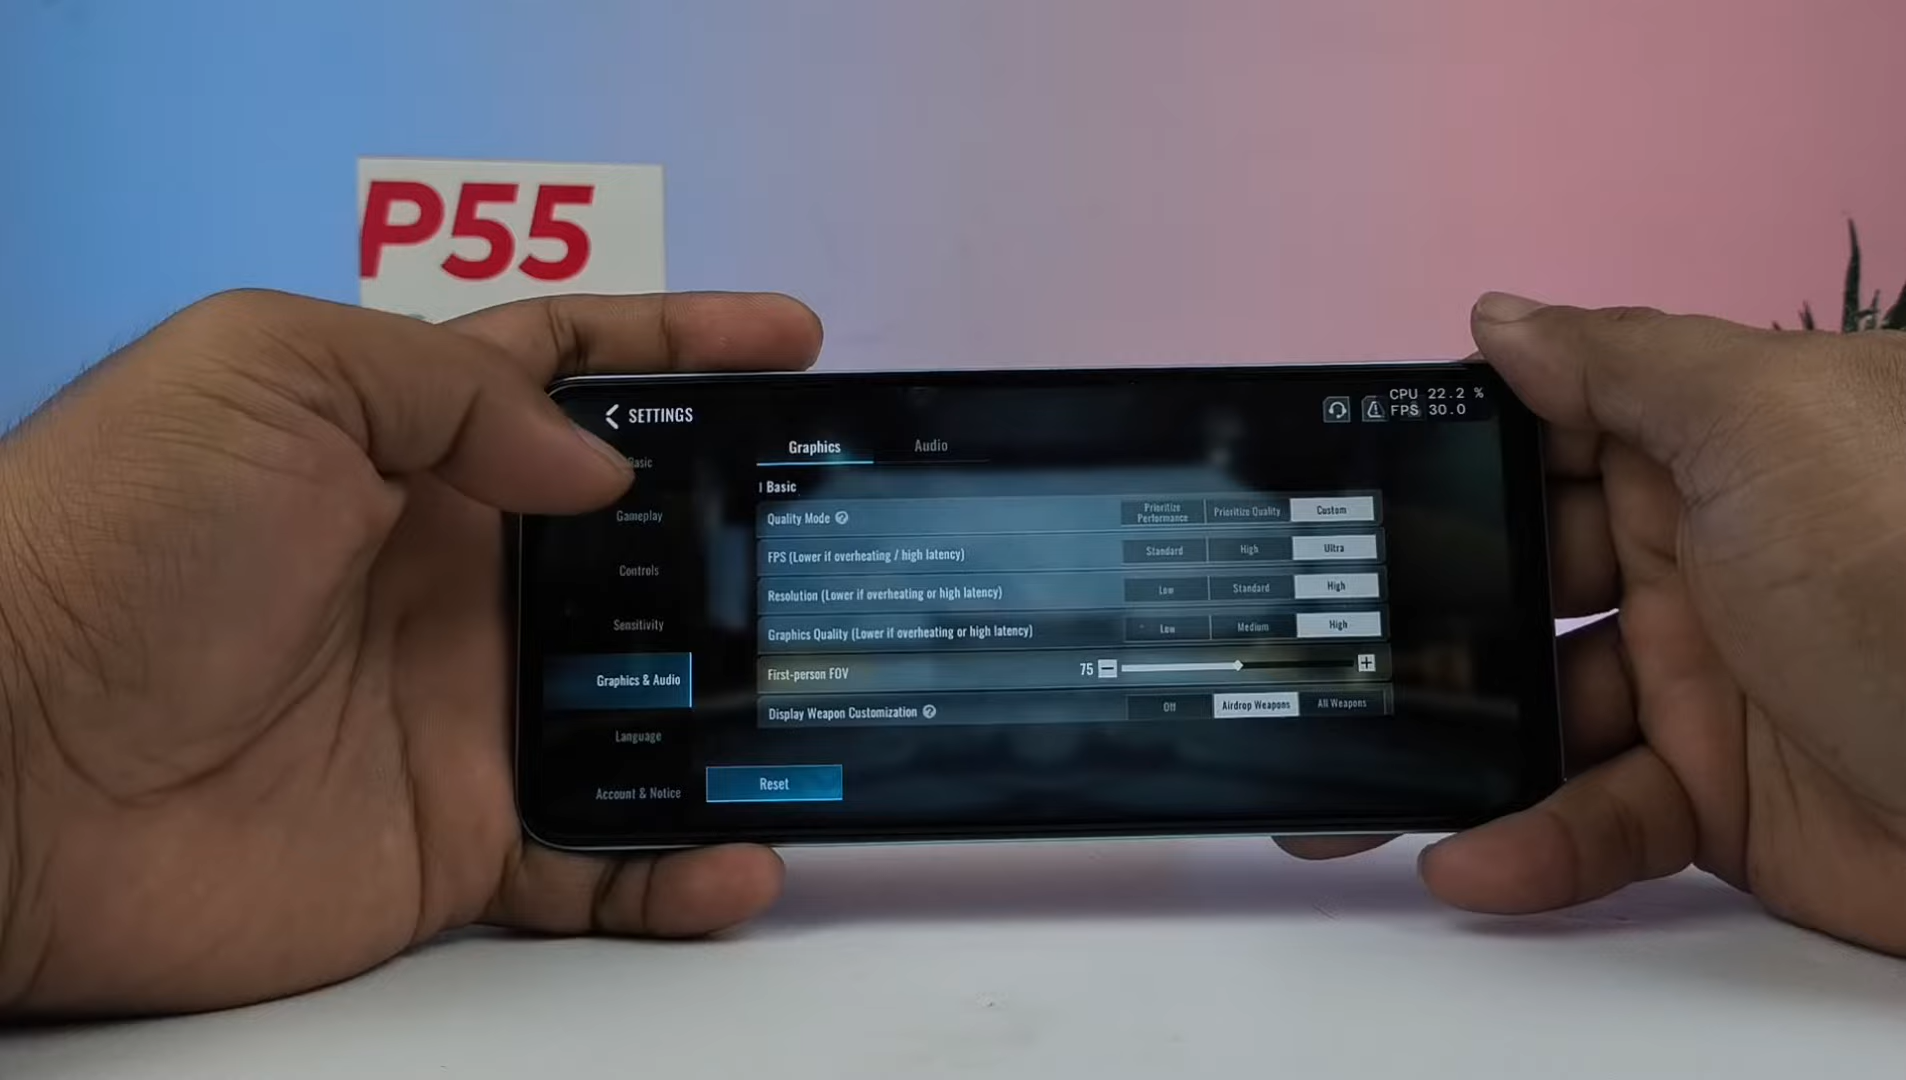 P55
SETTINGS
CPU 22.2 %
FPS 30.0
Basic
Gameplay
Controls
Sensitivity
Graphics & Audio
Language
Account & Notice
Graphics Audio
Basic
Quality Mode ? Prioritize Performance Prioritize Quality Custom
FPS (Lower if overheating / high latency) Standard High Ultra
Resolution (Lower if overheating or high latency) Low Standard High
Graphics Quality (Lower if overheating or high latency) Low Medium High
First-person FOV 75 − +
Display Weapon Customization ? Off Airdrop Weapons All Weapons
Reset